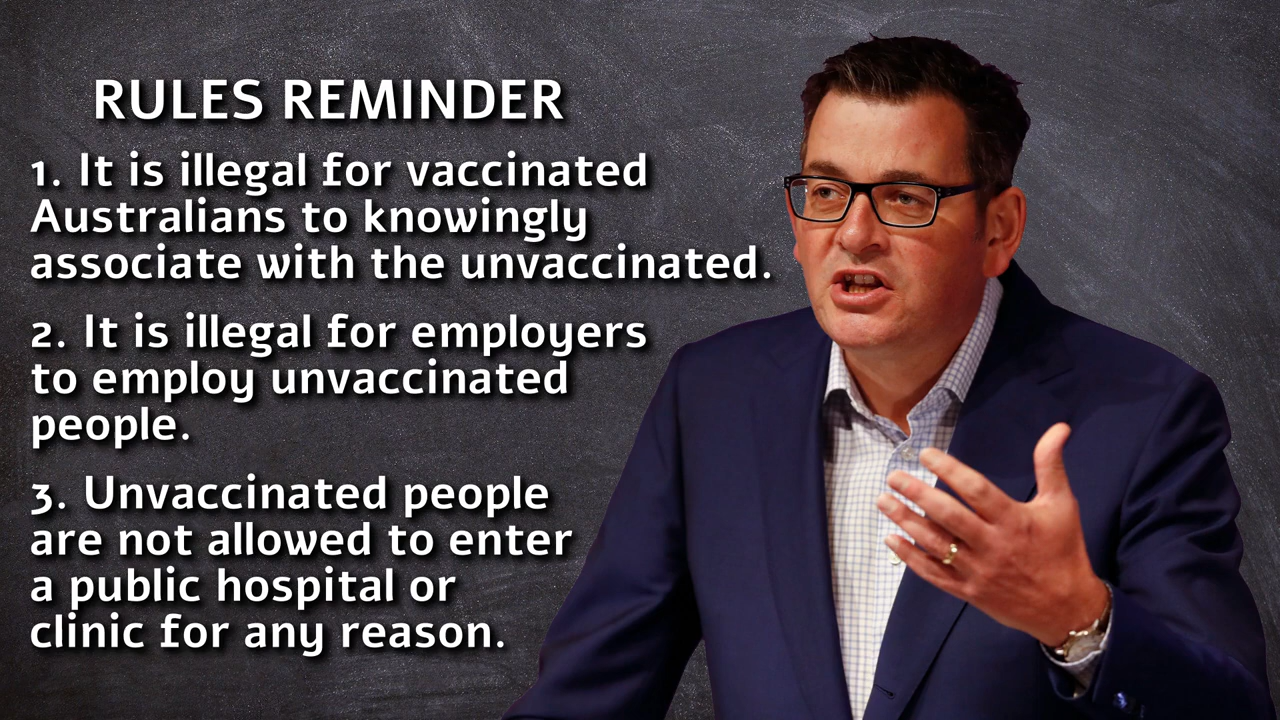 RULES REMINDER
1. It is illegal for vaccinated
Australians to knowingly
associate with the unvaccinated.
2. It is illegal for employers
to employ unvaccinated
people.
3. Unvaccinated people
are not allowed to enter
a public hospital or
clinic for any reason.